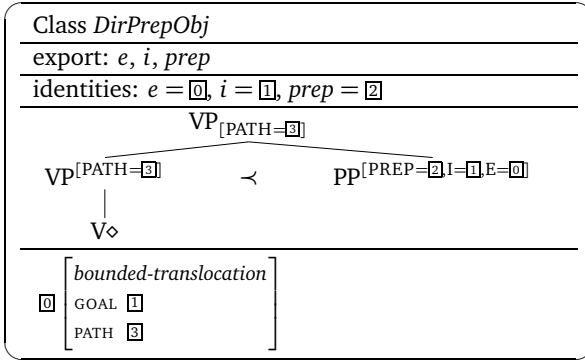 Class DirPrepObj
export: e, i, prep
identities: e = 0, i = 1, prep = 2
VP[PATH=3]
VP[PATH=3] ≺ PP[PREP=2,I=1,E=0]
V⋄
0 [bounded-translocation
GOAL 1
PATH 3]